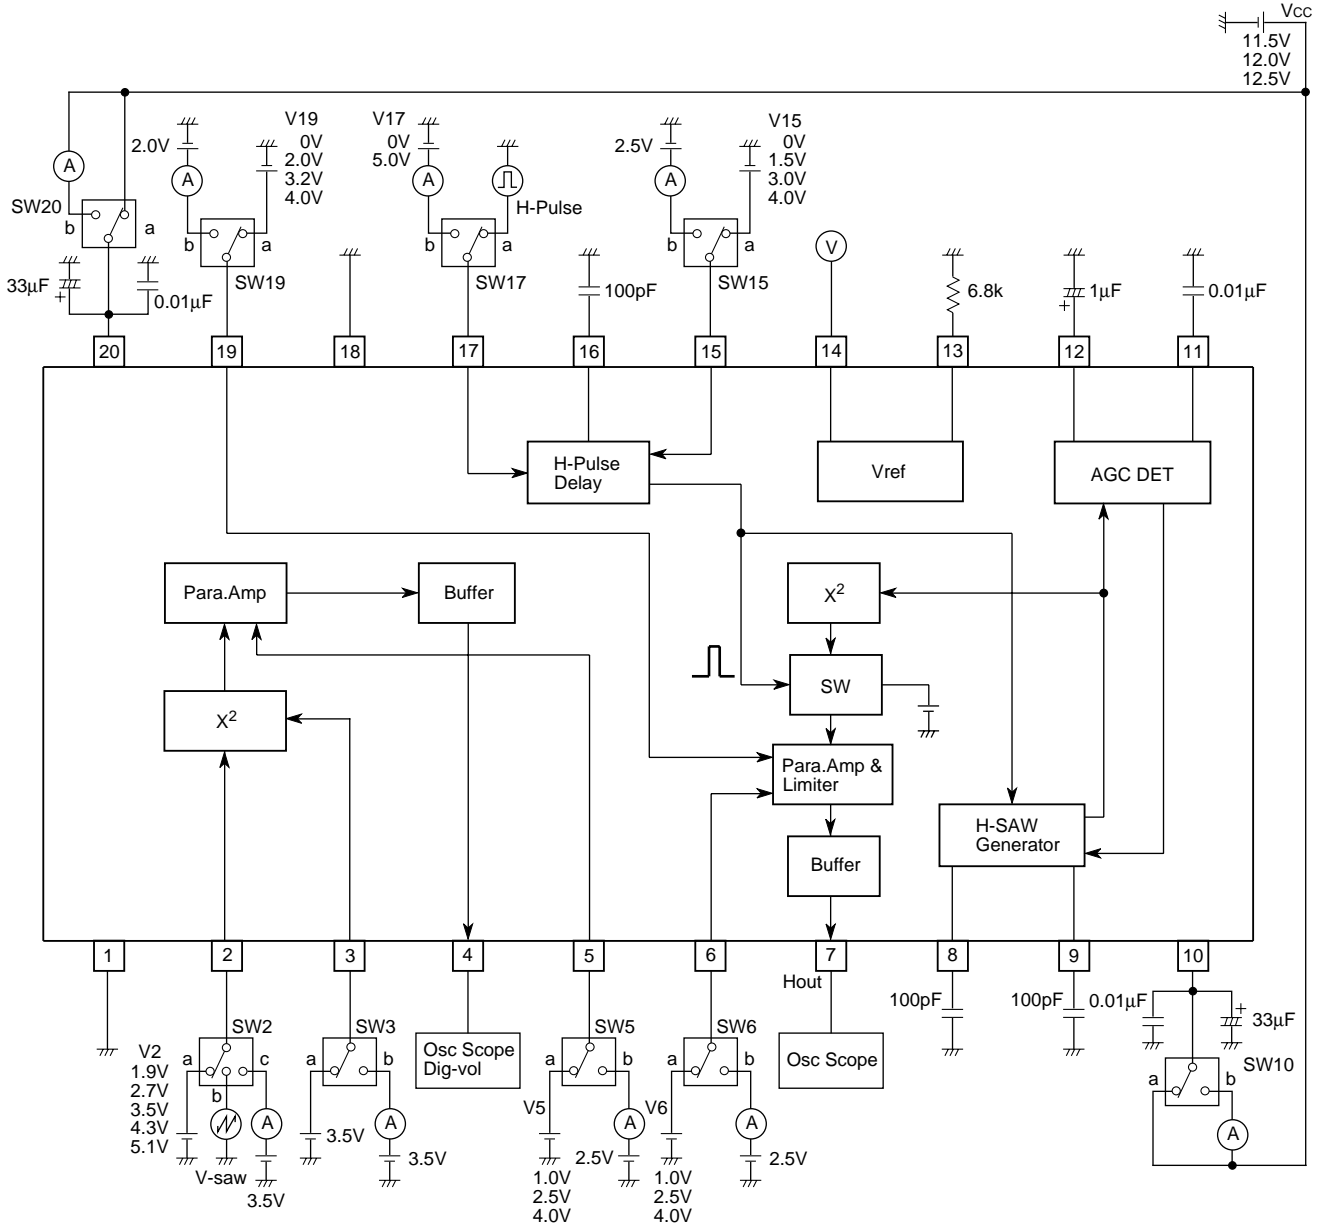 VCC
11.5V
12.0V
12.5V
V19
0V
2.0V
3.2V
4.0V
2.0V
V17
0V
5.0V
H-Pulse
V15
0V
1.5V
3.0V
4.0V
2.5V
A
A
A
A
V
SW20
b
a
b
a
SW19
b
a
SW17
b
a
SW15
33µF
+
0.01µF
100pF
6.8k
1µF
+
0.01µF
20
19
18
17
16
15
14
13
12
11
H-Pulse
Delay
Vref
AGC DET
Para.Amp
Buffer
X2
SW
X2
Para.Amp &
Limiter
H-SAW
Generator
Buffer
1
2
3
4
5
6
7
8
9
10
Hout
100pF
100pF
0.01µF
33µF
+
SW2
V2
1.9V
2.7V
3.5V
4.3V
5.1V
a
b
c
A
V-saw
3.5V
SW3
a
b
A
3.5V
3.5V
Osc Scope
Dig-vol
SW5
a
b
V5
A
2.5V
1.0V
2.5V
4.0V
SW6
a
b
V6
A
2.5V
1.0V
2.5V
4.0V
Osc Scope
SW10
a
b
A